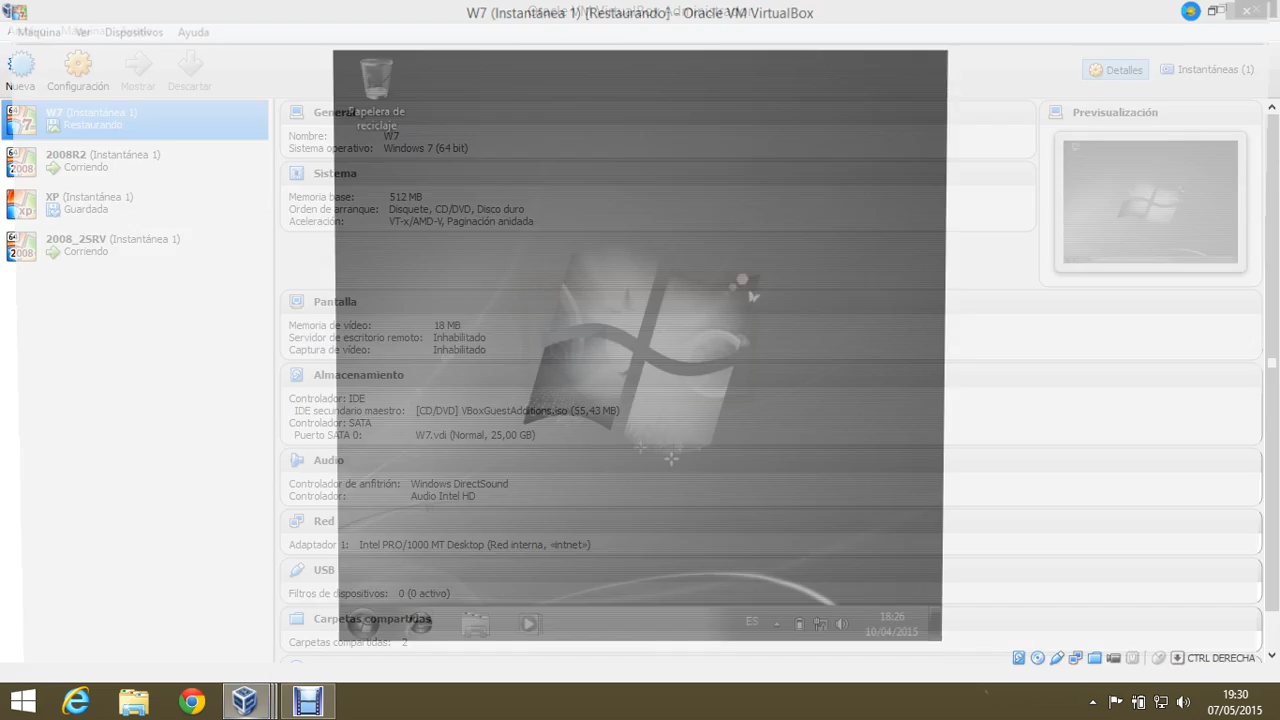 W7 (Instantánea 1) [Restaurando] - Oracle VM VirtualBox
Oracle VM VirtualBox Administrador
Máquina Ver Dispositivos Ayuda
Nueva Configuración Mostrar Descartar
Detalles Instantáneas (1)
W7 (Instantánea 1)
Restaurando
2008R2 (Instantánea 1)
Corriendo
XP (Instantánea 1)
Guardada
2008_2SRV (Instantánea 1)
Corriendo
General
Nombre: W7
Sistema operativo: Windows 7 (64 bit)
Sistema
Memoria base: 512 MB
Orden de arranque: Disquete, CD/DVD, Disco duro
Aceleración: VT-x/AMD-V, Paginación anidada
Previsualización
Pantalla
Memoria de vídeo: 18 MB
Servidor de escritorio remoto: Inhabilitado
Captura de vídeo: Inhabilitado
Almacenamiento
Controlador: IDE
IDE secundario maestro: [CD/DVD] VBoxGuestAdditions.iso (55,43 MB)
Controlador: SATA
Puerto SATA 0: W7.vdi (Normal, 25,00 GB)
Audio
Controlador de anfitrión: Windows DirectSound
Controlador: Audio Intel HD
Red
Adaptador 1: Intel PRO/1000 MT Desktop (Red interna, «intnet»)
USB
Filtros de dispositivos: 0 (0 activo)
Carpetas compartidas
Carpetas compartidas: 2
Papelera de
reciclaje
ES
18:26
10/04/2015
CTRL DERECHA
19:30
07/05/2015